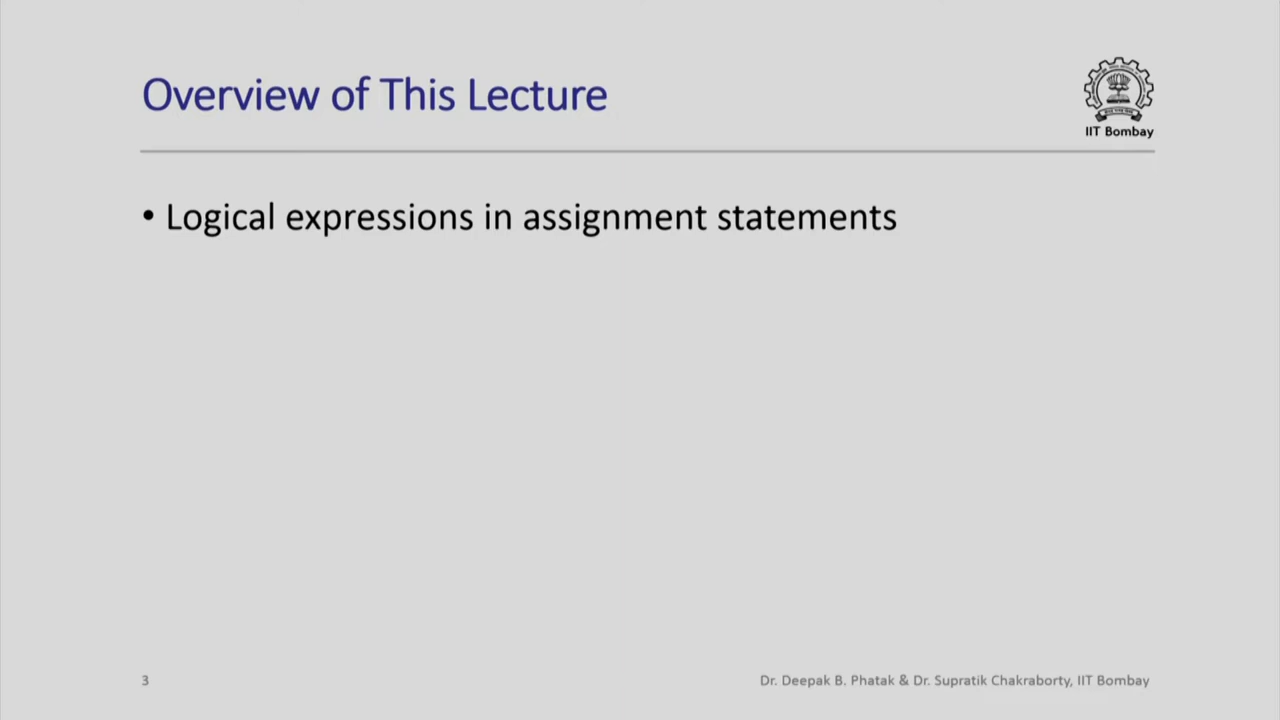 Overview of This Lecture
IIT Bombay
• Logical expressions in assignment statements
3
Dr. Deepak B. Phatak & Dr. Supratik Chakraborty, IIT Bombay